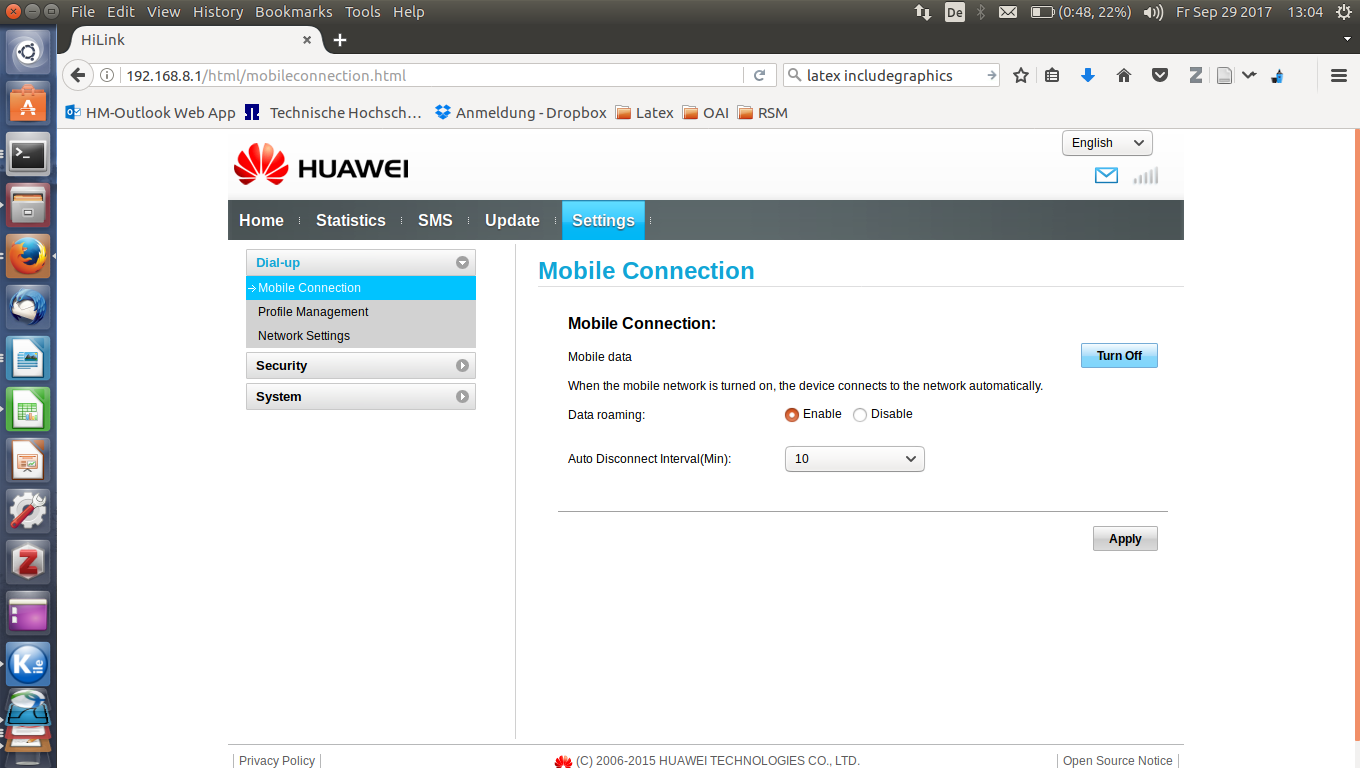 File Edit View History Bookmarks Tools Help De (0:48, 22%) Fr Sep 29 2017 13:04
HiLink
192.168.8.1/html/mobileconnection.html latex includegraphics
HM-Outlook Web App Technische Hochsch... Anmeldung - Dropbox Latex OAI RSM
HUAWEI
English
Home Statistics SMS Update Settings
Dial-up
Mobile Connection
Profile Management
Network Settings
Security
System
Mobile Connection
Mobile Connection:
Mobile data Turn Off
When the mobile network is turned on, the device connects to the network automatically.
Data roaming: Enable Disable
Auto Disconnect Interval(Min): 10
Apply
Privacy Policy (C) 2006-2015 HUAWEI TECHNOLOGIES CO., LTD. Open Source Notice